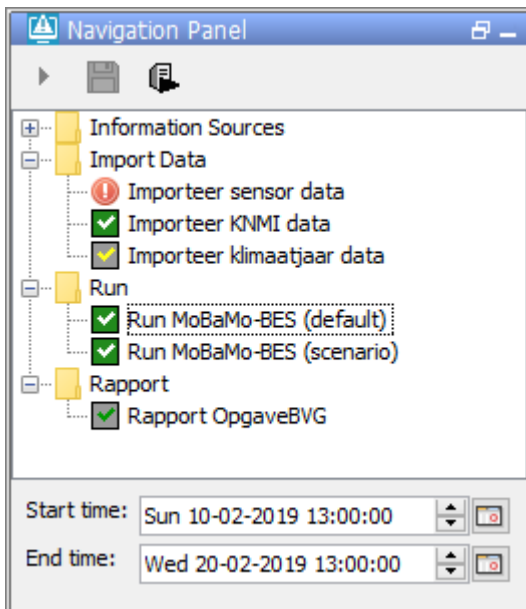 Navigation Panel
Information Sources
Import Data
Importeer sensor data
Importeer KNMI data
Importeer klimaatjaar data
Run
Run MoBaMo-BES (default)
Run MoBaMo-BES (scenario)
Rapport
Rapport OpgaveBVG
Start time: Sun 10-02-2019 13:00:00
End time: Wed 20-02-2019 13:00:00